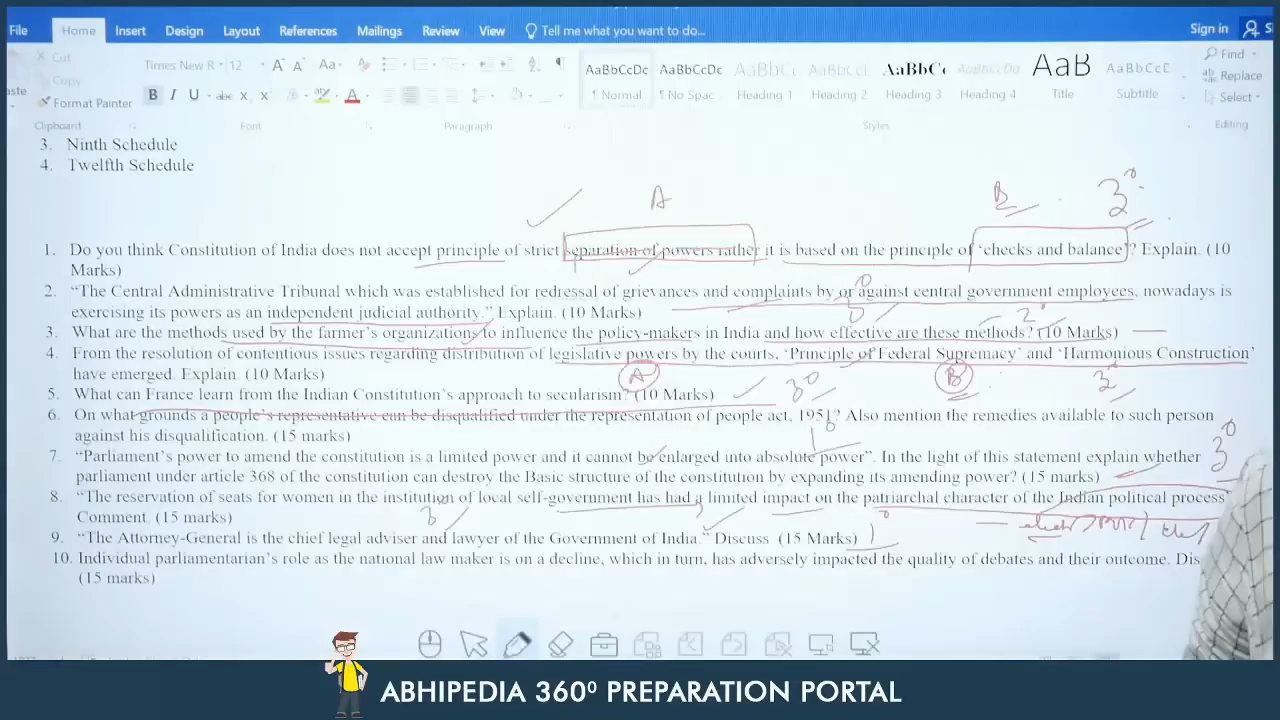 File Home Insert Design Layout References Mailings Review View Tell me what you want to do... Sign in
Cut Times New R 12 Aa Find
Copy AaBbCcDc AaBbCcDc AaBbCcDc AaBbCcDc AaBbCc AaBbCcDc AaB AaBbCcD Replace
Format Painter B I U abc X X A ¶ Normal ¶ No Spac Heading 1 Heading 2 Heading 3 Heading 4 Title Subtitle Select
Clipboard Font Paragraph Styles Editing
3. Ninth Schedule
4. Twelfth Schedule
A B 3°
1. Do you think Constitution of India does not accept principle of strict separation of powers rather it is based on the principle of ‘checks and balance’? Explain. (10
Marks)
2. “The Central Administrative Tribunal which was established for redressal of grievances and complaints by or against central government employees, nowadays is
exercising its powers as an independent judicial authority.” Explain. (10 Marks)
3. What are the methods used by the farmer’s organizations to influence the policy-makers in India and how effective are these methods? (10 Marks)
4. From the resolution of contentious issues regarding distribution of legislative powers by the courts, ‘Principle of Federal Supremacy’ and ‘Harmonious Construction’
have emerged. Explain. (10 Marks)
A B
5. What can France learn from the Indian Constitution’s approach to secularism? (10 Marks) 3° 3°
6. On what grounds a people’s representative can be disqualified under the representation of people act, 1951? Also mention the remedies available to such person
against his disqualification. (15 marks)
7. “Parliament’s power to amend the constitution is a limited power and it cannot be enlarged into absolute power”. In the light of this statement explain whether
parliament under article 368 of the constitution can destroy the Basic structure of the constitution by expanding its amending power? (15 marks)
3°
8. “The reservation of seats for women in the institution of local self-government has had a limited impact on the patriarchal character of the Indian political process
Comment. (15 marks) 3°
9. “The Attorney-General is the chief legal adviser and lawyer of the Government of India.” Discuss (15 Marks) 1°
10. Individual parliamentarian’s role as the national law maker is on a decline, which in turn, has adversely impacted the quality of debates and their outcome. Dis
(15 marks)
ABHIPEDIA 360⁰ PREPARATION PORTAL